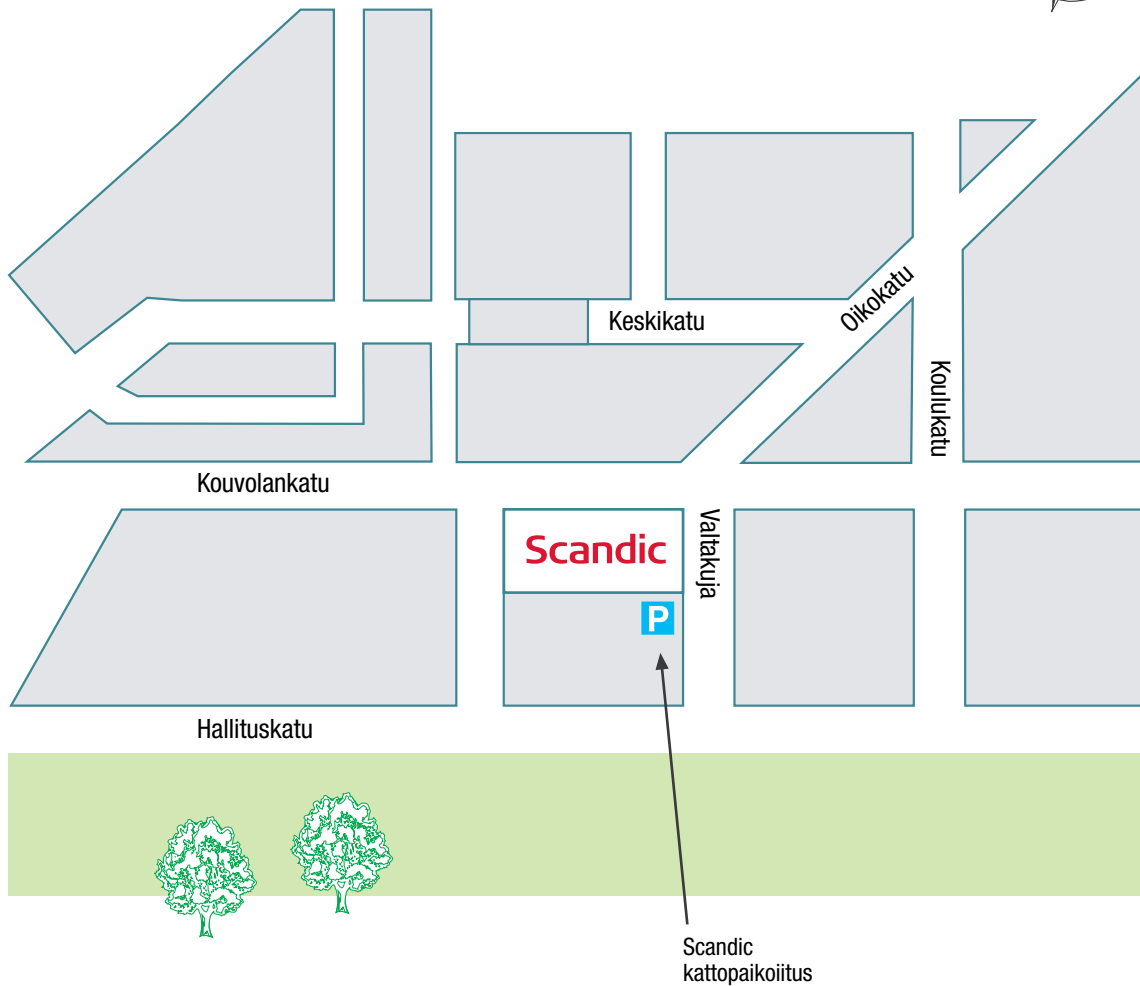 Keskikatu
Oikokatu
Koulukatu
Kouvolankatu
Scandic
Valtakuja
P
Hallituskatu
Scandic
kattopaikoiitus